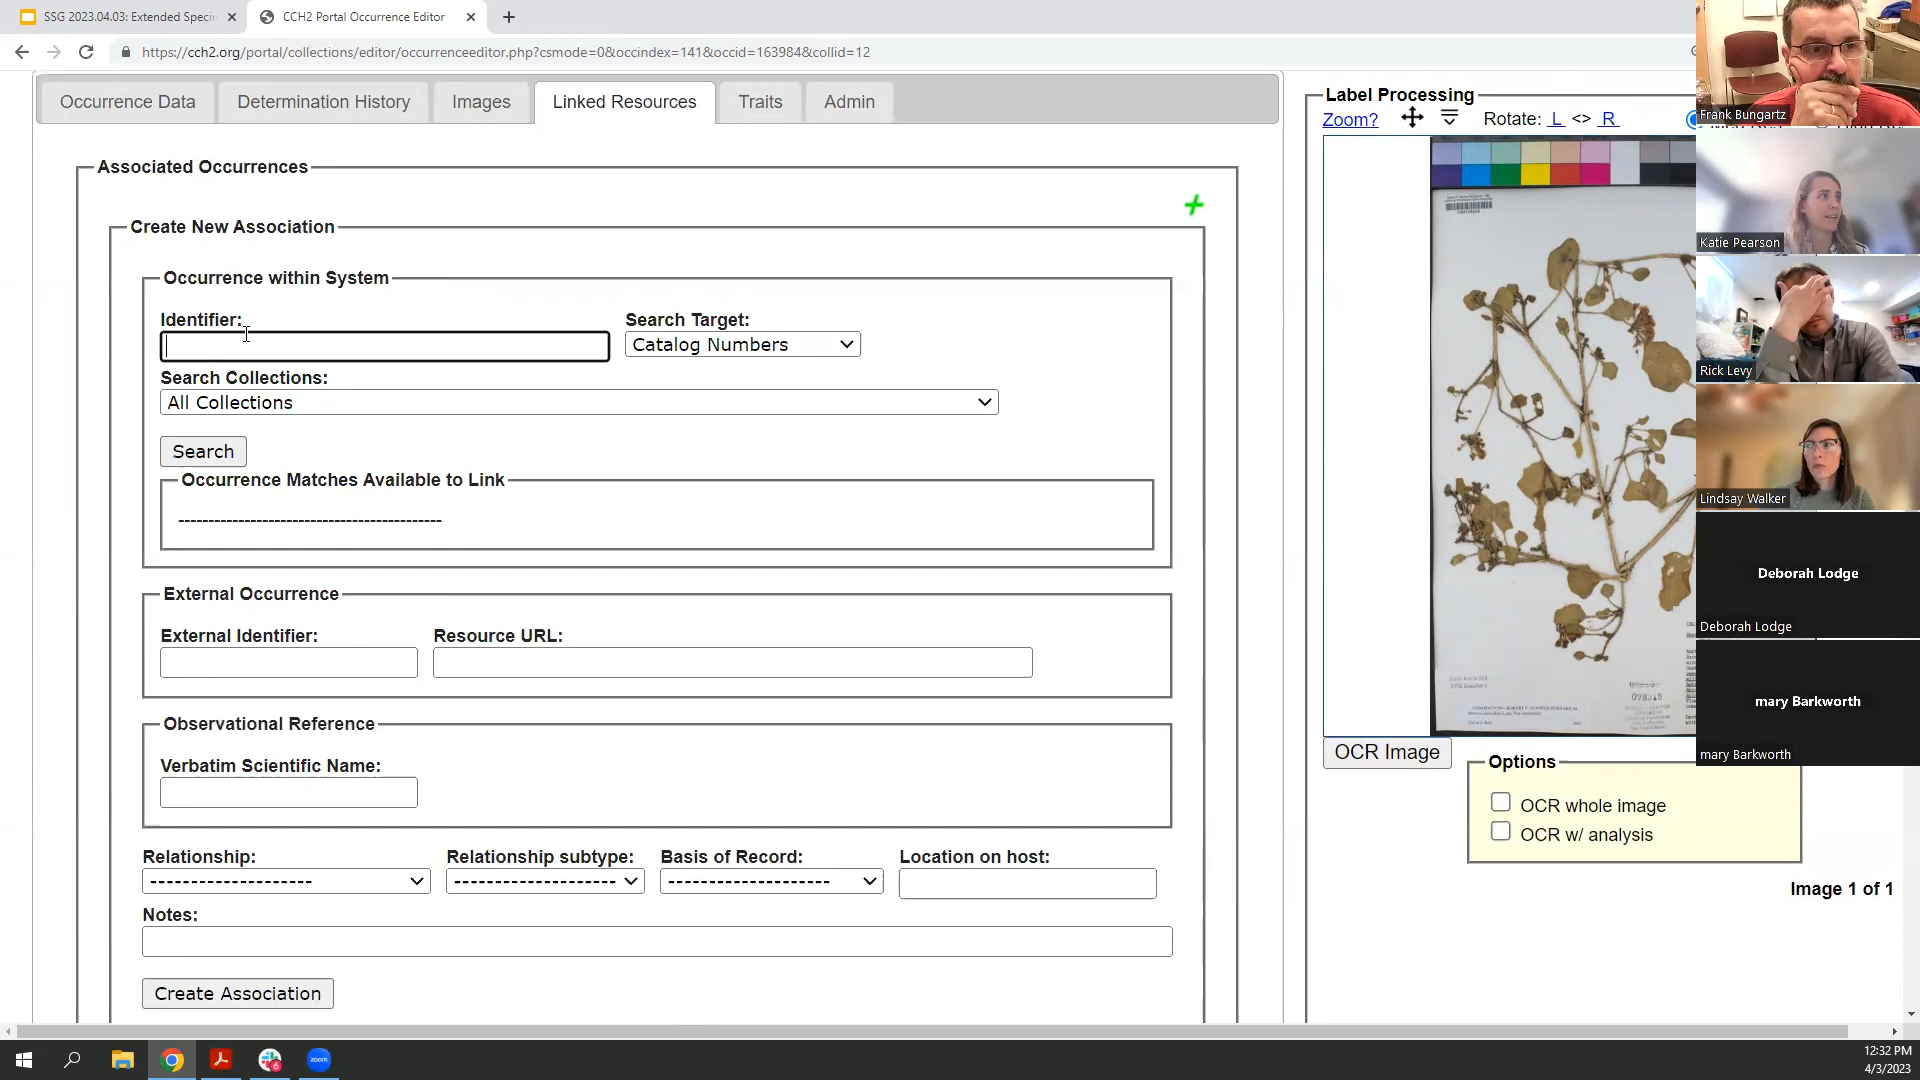 SSG 2023.04.03: Extended Speci
CCH2 Portal Occurrence Editor
https://cch2.org/portal/collections/editor/occurrenceeditor.php?csmode=0&occindex=141&occid=163984&collid=12
Occurrence Data
Determination History
Images
Linked Resources
Traits
Admin
Associated Occurrences
Create New Association
Occurrence within System
Identifier:
Search Target:
Catalog Numbers
Search Collections:
All Collections
Search
Occurrence Matches Available to Link
--------------------------------------------
External Occurrence
External Identifier:
Resource URL:
Observational Reference
Verbatim Scientific Name:
Relationship:
Relationship subtype:
Basis of Record:
Location on host:
--------------------
--------------------
--------------------
Notes:
Create Association
Label Processing
Zoom?
Rotate: L <> R
OCR Image
Options
OCR whole image
OCR w/ analysis
Image 1 of 1
Frank Bungartz
Katie Pearson
Rick Levy
Lindsay Walker
Deborah Lodge
Deborah Lodge
mary Barkworth
mary Barkworth
6
zoom
12:32 PM
4/3/2023